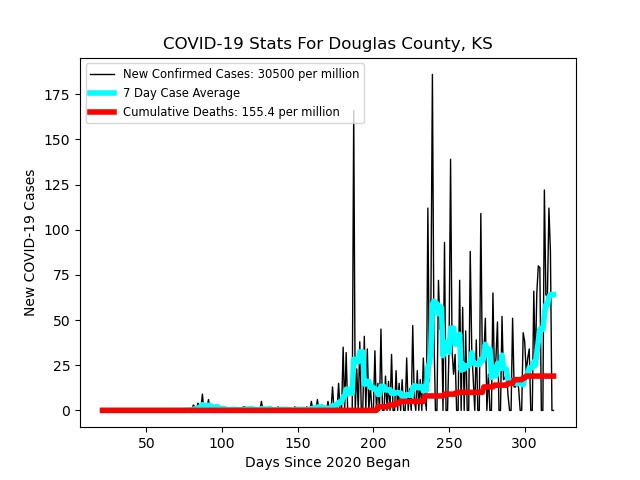 COVID-19 Stats For Douglas County, KS
New Confirmed Cases: 30500 per million
7 Day Case Average
Cumulative Deaths: 155.4 per million
175
150
125
100
75
50
25
0
New COVID-19 Cases
50 100 150 200 250 300
Days Since 2020 Began